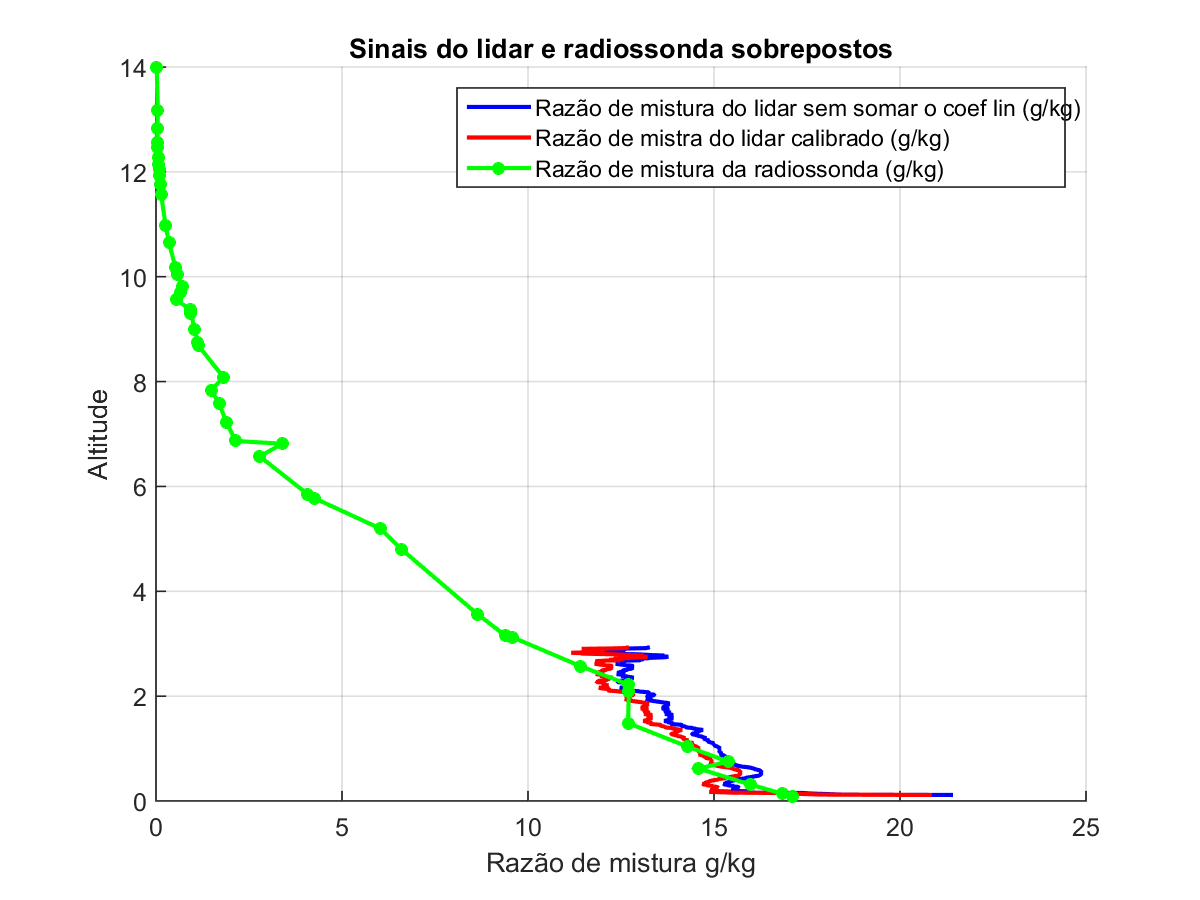 Sinais do lidar e radiossonda sobrepostos
Razão de mistura do lidar sem somar o coef lin (g/kg)
Razão de mistra do lidar calibrado (g/kg)
Razão de mistura da radiossonda (g/kg)
14
12
10
8
6
4
2
0
Altitude
0 5 10 15 20 25
Razão de mistura g/kg